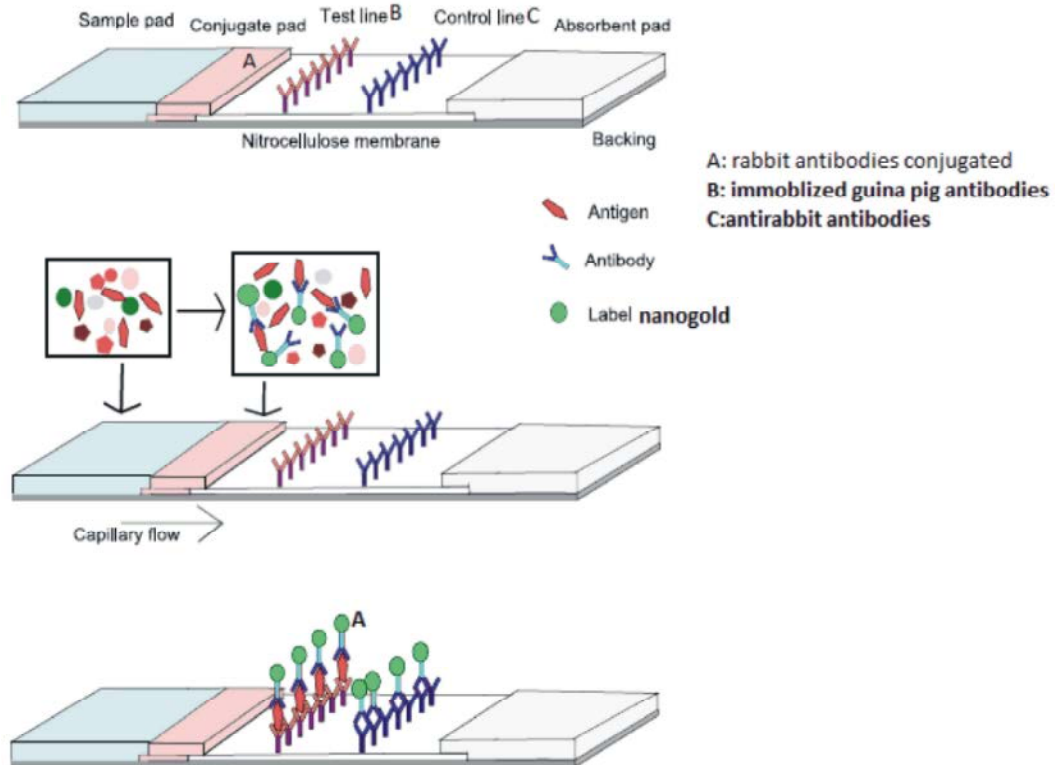 Sample pad
Conjugate pad
Test line B
Control line C
Absorbent pad
A
Nitrocellulose membrane
Backing
A: rabbit antibodies conjugated
B: immoblized guina pig antibodies
C:antirabbit antibodies
Antigen
Antibody
Label nanogold
Capillary flow
A